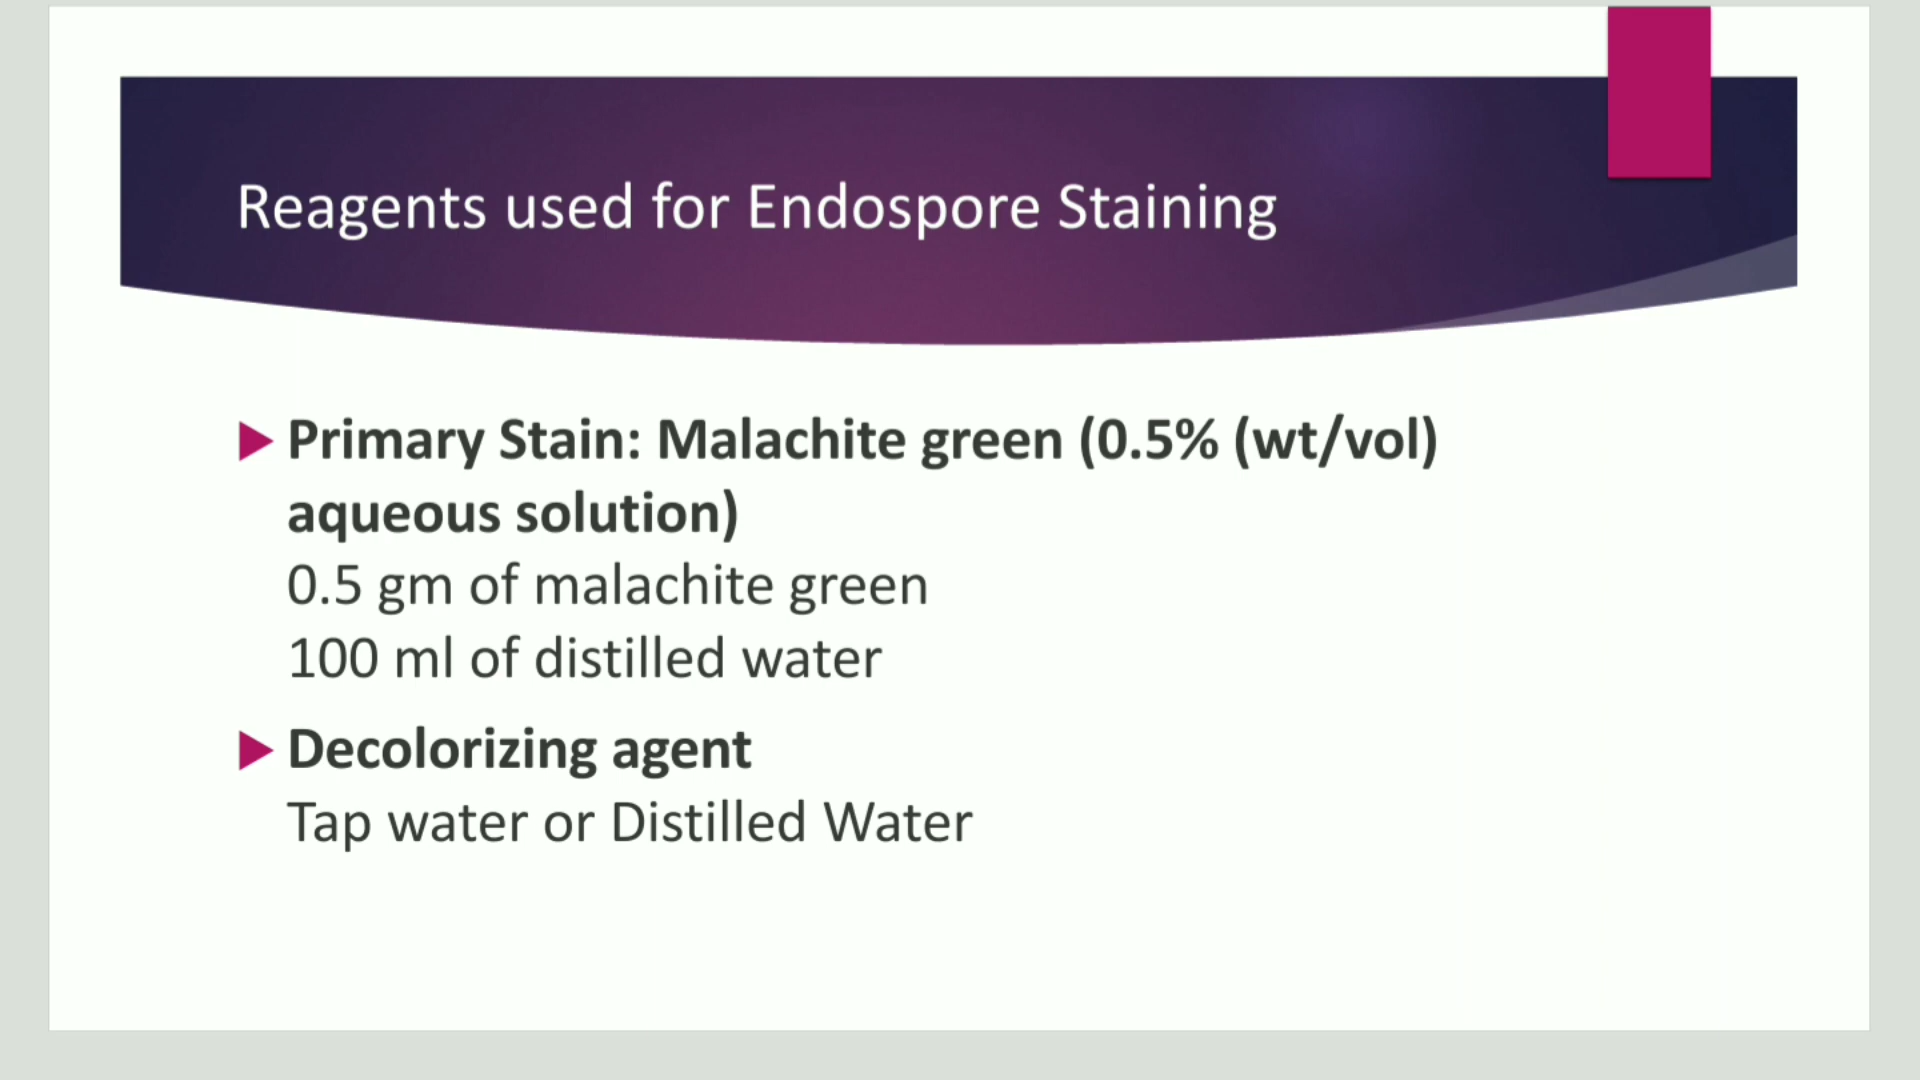 Reagents used for Endospore Staining
Primary Stain: Malachite green (0.5% (wt/vol)
aqueous solution)
0.5 gm of malachite green
100 ml of distilled water
Decolorizing agent
Tap water or Distilled Water